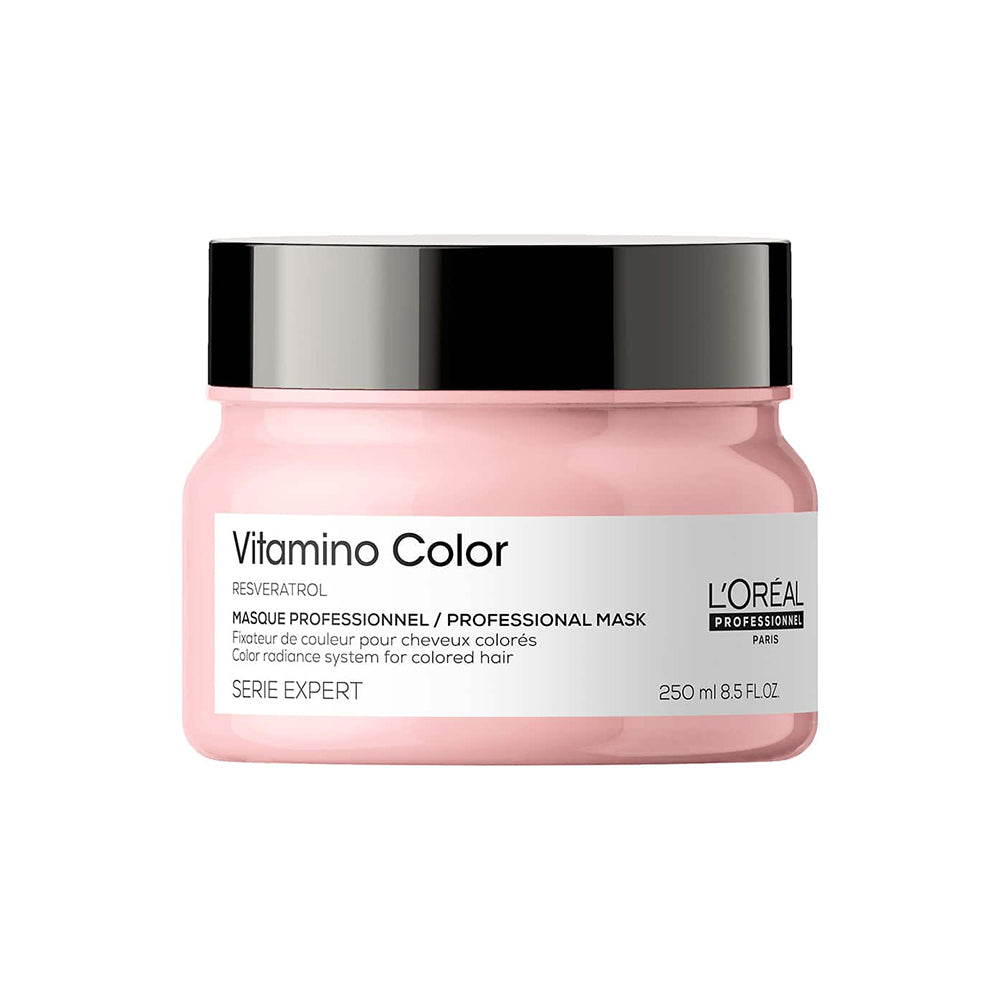 Vitamino Color
RESVERATROL
MASQUE PROFESSIONNEL / PROFESSIONAL MASK
Fixateur de couleur pour cheveux colorés
Color radiance system for colored hair
SERIE EXPERT
L'ORÉAL
PROFESSIONNEL
PARIS
250 ml 8.5 FL.OZ.